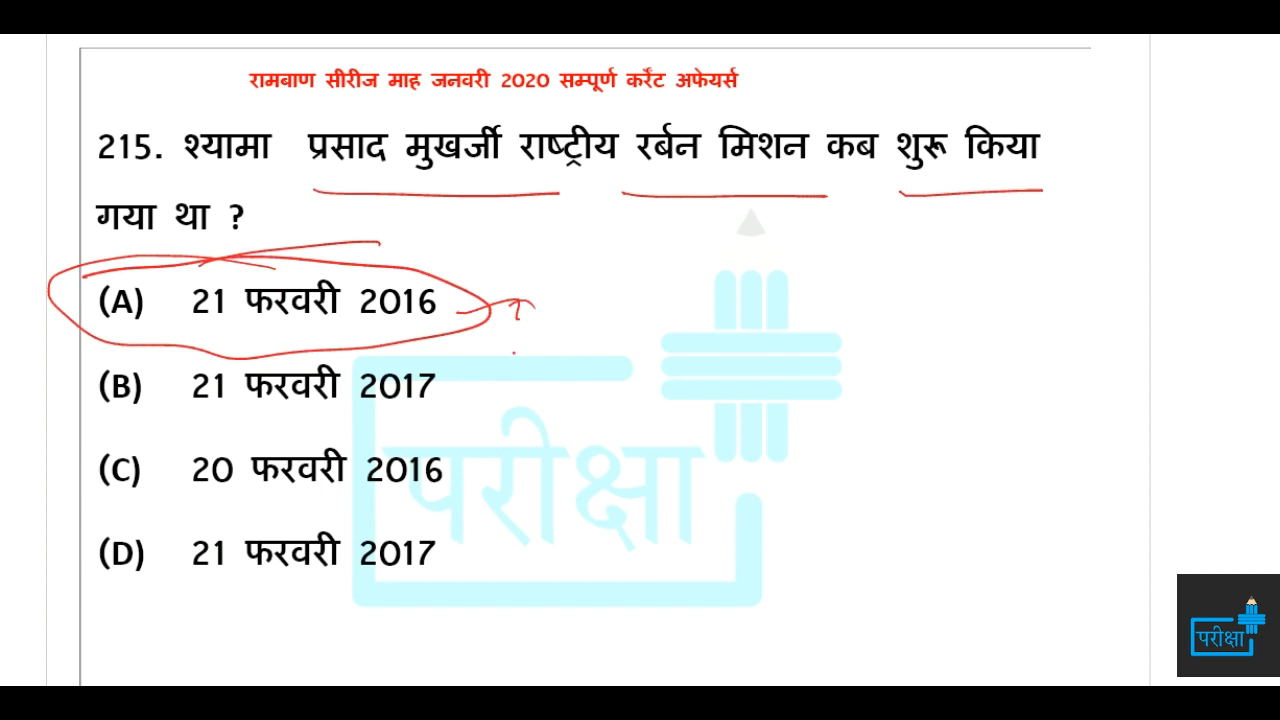 रामबाण सीरीज माह जनवरी 2020 सम्पूर्ण करेंट अफेयर्स
215. श्यामा प्रसाद मुखर्जी राष्ट्रीय रर्बन मिशन कब शुरू किया
गया था ?
(A) 21 फरवरी 2016
(B) 21 फरवरी 2017
(C) 20 फरवरी 2016
(D) 21 फरवरी 2017
परीक्षा
परीक्षा